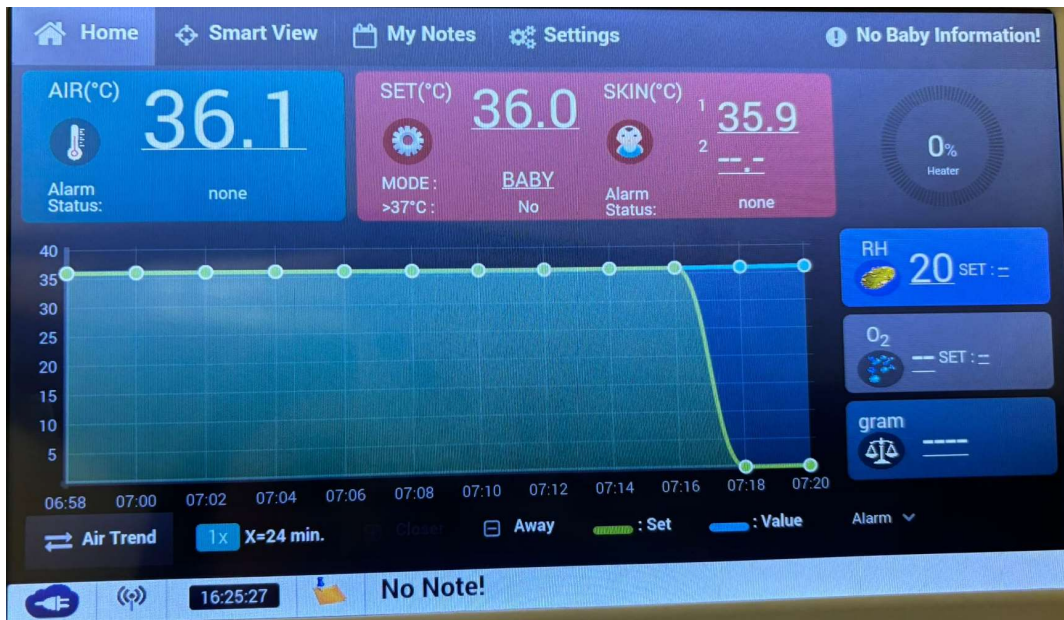 Home Smart View My Notes Settings No Baby Information!
AIR(°C) 36.1
Alarm Status: none
SET(°C) 36.0 SKIN(°C) 1 35.9
2 --.-
MODE : BABY
>37°C : No
Alarm Status: none
0%
Heater
40
35
30
25
20
15
10
5
06:58 07:00 07:02 07:04 07:06 07:08 07:10 07:12 07:14 07:16 07:18 07:20
RH 20 SET : --
O₂ -- SET : --
gram ----
Air Trend 1x X=24 min. Closer Away : Set : Value Alarm
16:25:27 No Note!